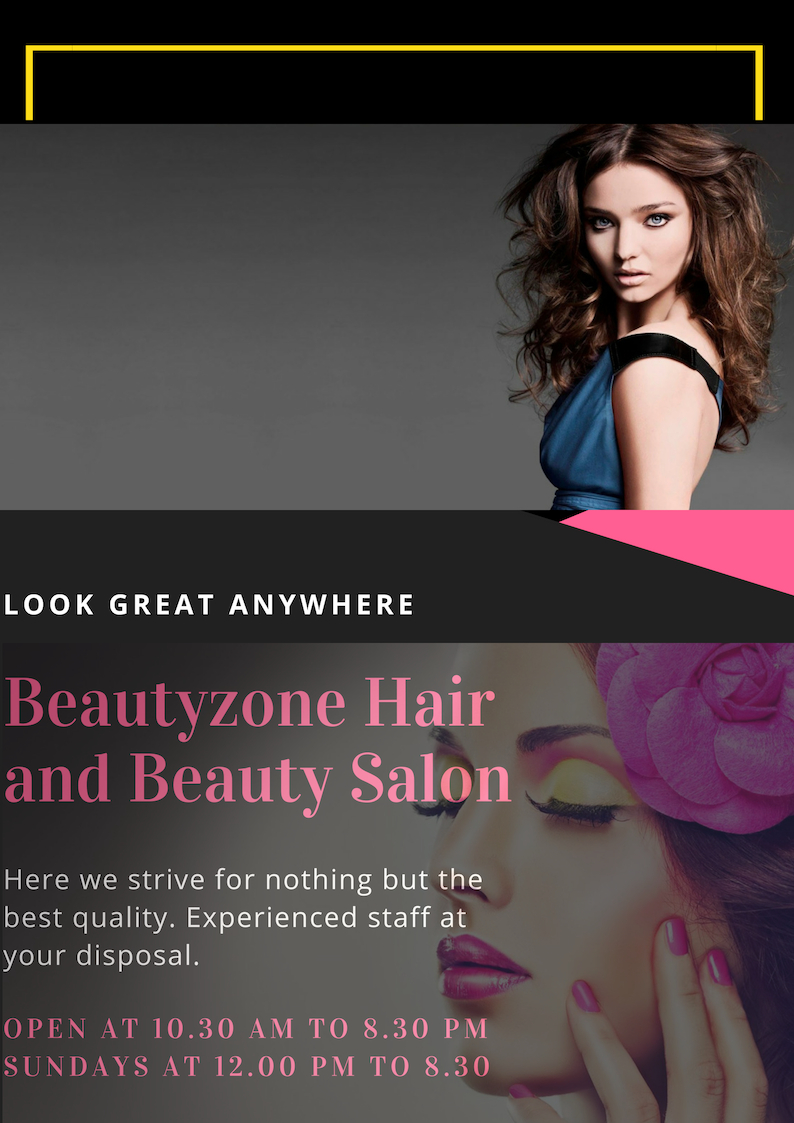 LOOK GREAT ANYWHERE
Beautyzone Hair
and Beauty Salon
Here we strive for nothing but the
best quality. Experienced staff at
your disposal.
OPEN AT 10.30 AM TO 8.30 PM
SUNDAYS AT 12.00 PM TO 8.30